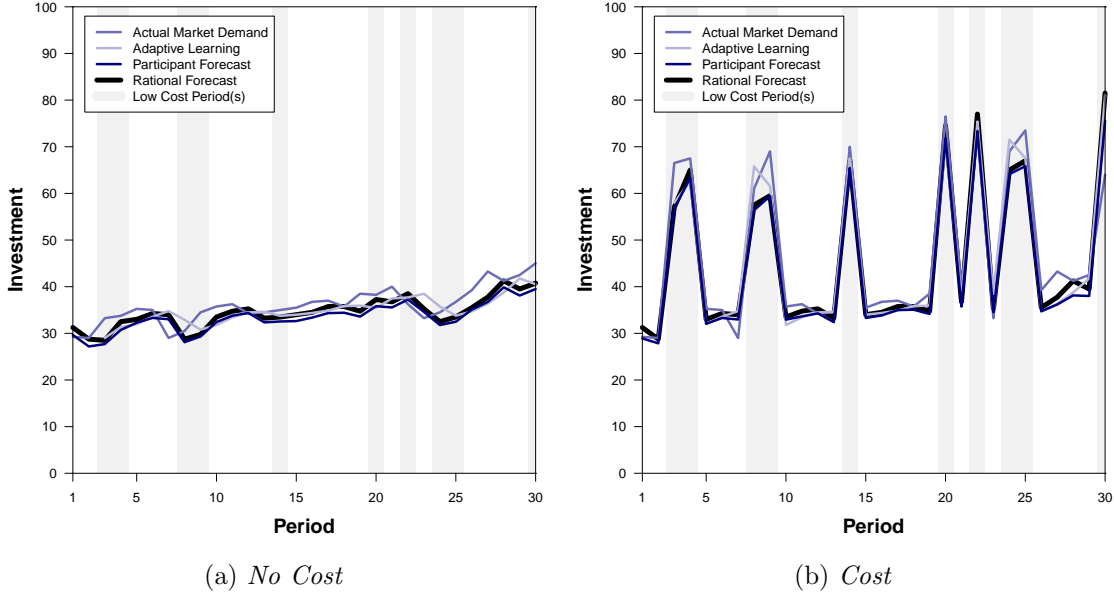 100
90
80
70
60
50
40
30
20
10
0
Investment
Actual Market Demand
Adaptive Learning
Participant Forecast
Rational Forecast
Low Cost Period(s)
1 5 10 15 20 25 30
Period
(a) No Cost
100
90
80
70
60
50
40
30
20
10
0
Investment
Actual Market Demand
Adaptive Learning
Participant Forecast
Rational Forecast
Low Cost Period(s)
1 5 10 15 20 25 30
Period
(b) Cost